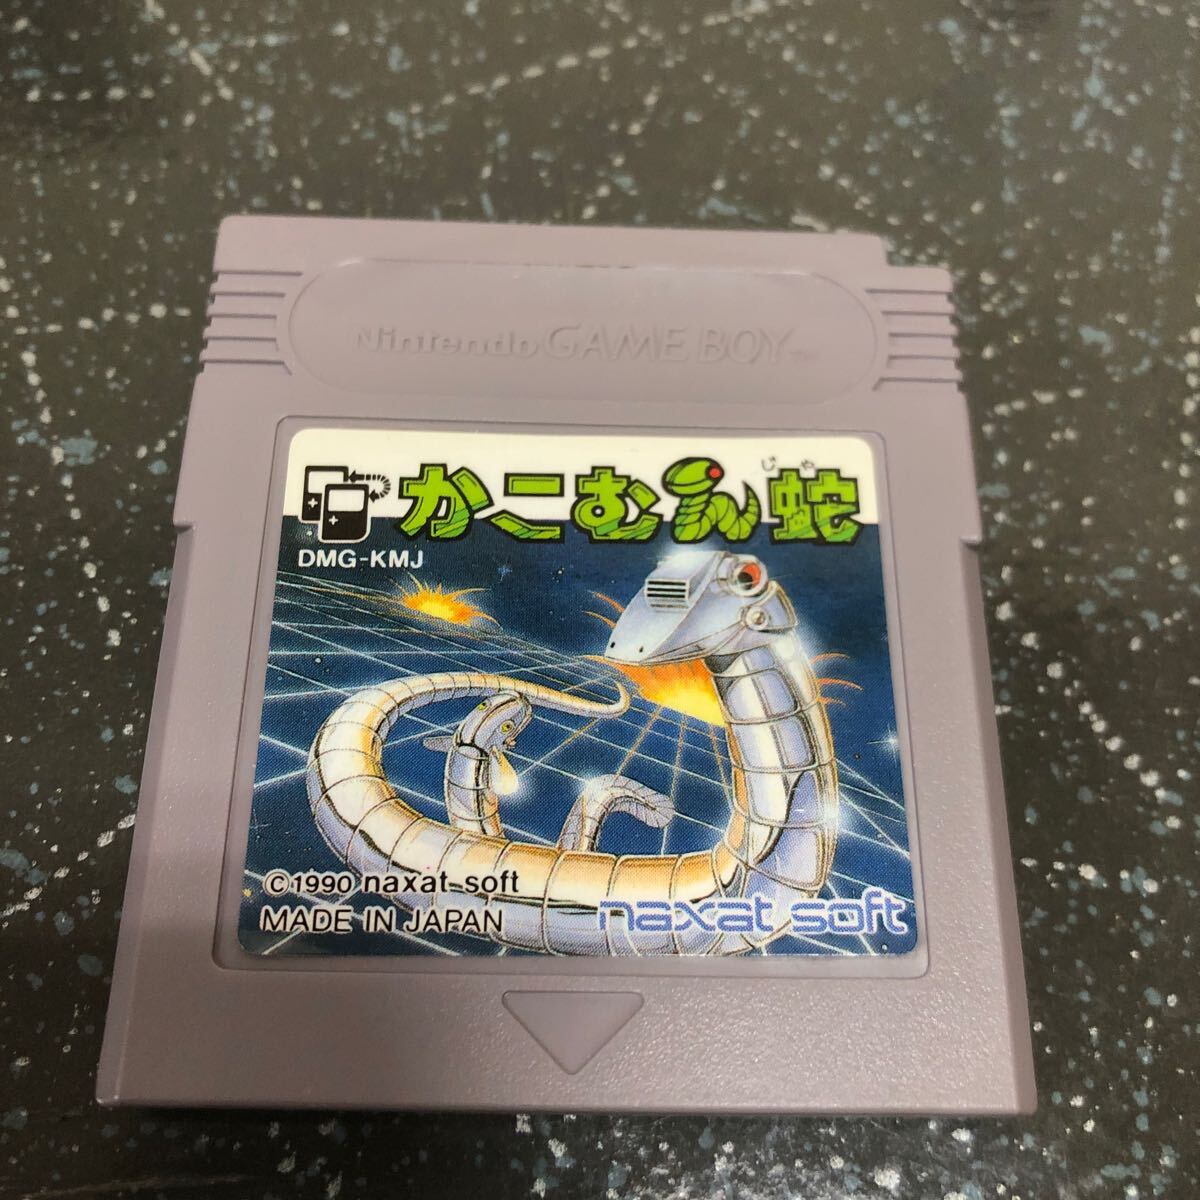 Nintendo GAME BOY™
じゃ
かこむん蛇
DMG-KMJ
©1990 naxat-soft
MADE IN JAPAN
naxat soft